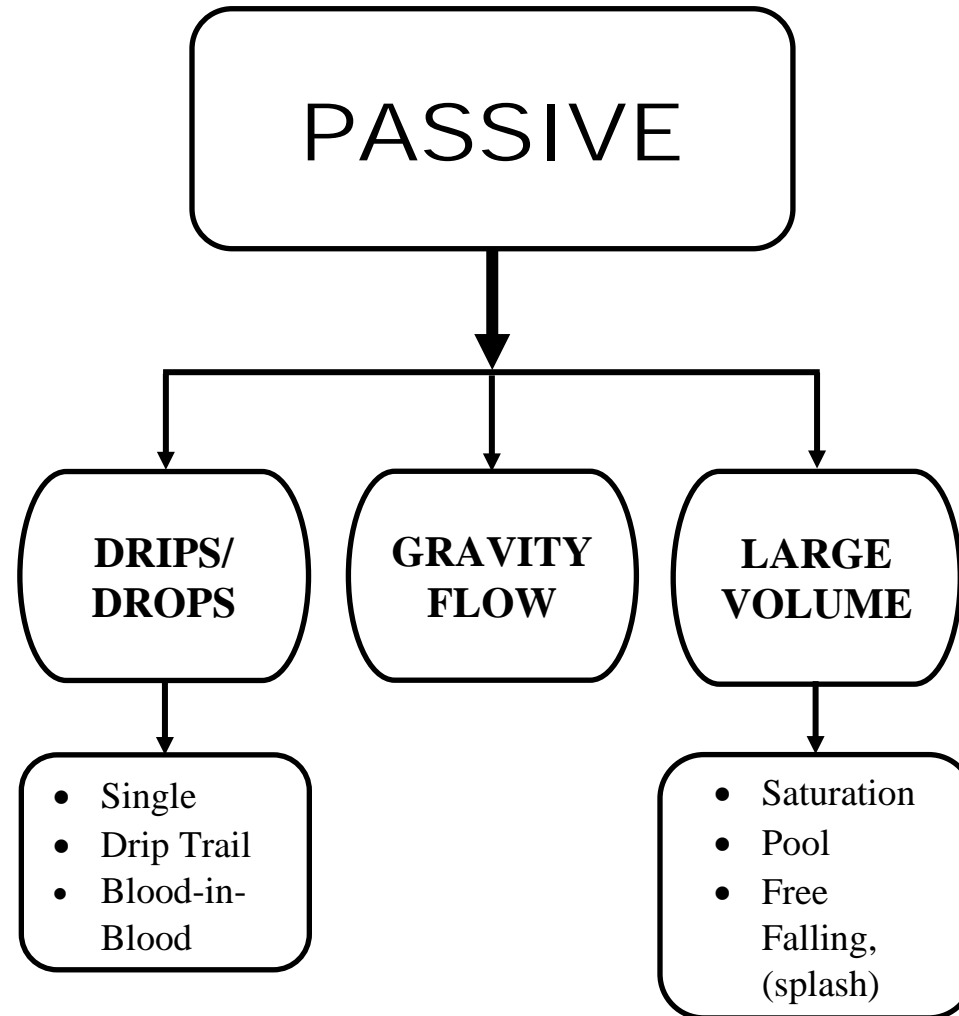 PASSIVE
DRIPS/
DROPS
GRAVITY
FLOW
LARGE
VOLUME
• Single
• Drip Trail
• Blood-in-
Blood
• Saturation
• Pool
• Free
Falling,
(splash)